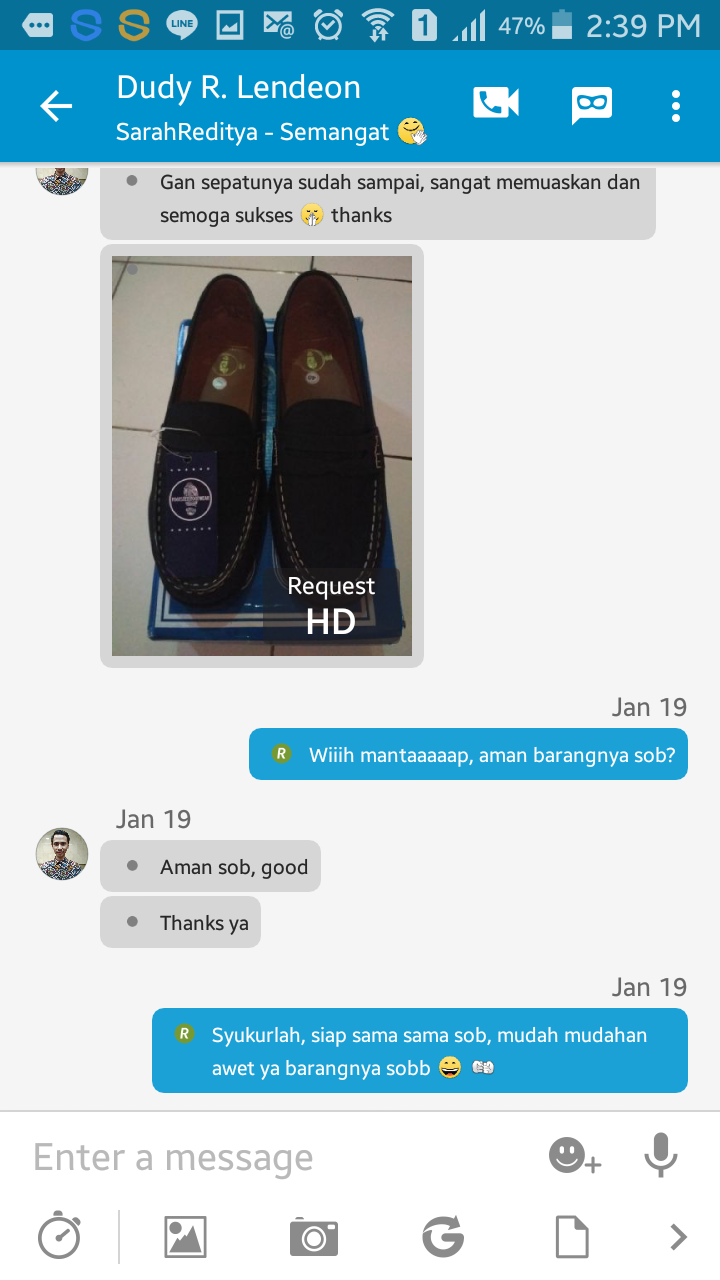 LINE
1
47%
2:39 PM
Dudy R. Lendeon
SarahReditya - Semangat 🤗
Gan sepatunya sudah sampai, sangat memuaskan dan
semoga sukses thanks
Request
HD
Jan 19
R Wiiih mantaaaaap, aman barangnya sob?
Jan 19
Aman sob, good
Thanks ya
Jan 19
R Syukurlah, siap sama sama sob, mudah mudahan
awet ya barangnya sobb 😄
Enter a message